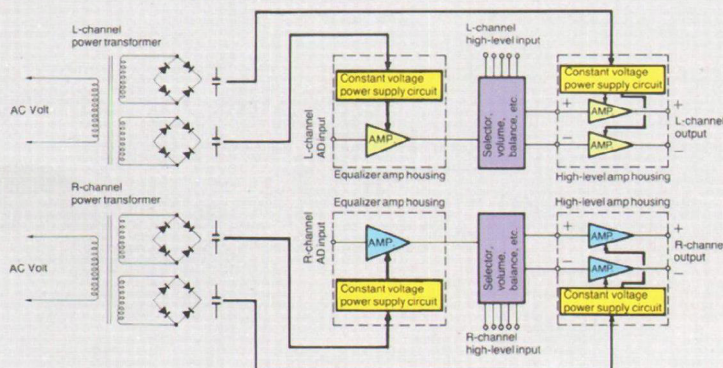 L-channel
power transformer
AC Volt
L-channel
AD input
Constant voltage
power supply circuit
AMP.
Equalizer amp housing
L-channel
high-level input
Selector,
volume,
balance, etc.
Constant voltage
power supply circuit
+
AMP.
+
−
AMP.
−
L-channel
output
High-level amp housing
R-channel
power transformer
AC Volt
Equalizer amp housing
R-channel
AD input
AMP.
Constant voltage
power supply circuit
Selector,
volume,
balance, etc.
R-channel
high-level input
High-level amp housing
+
AMP.
+
−
AMP.
−
R-channel
output
Constant voltage
power supply circuit